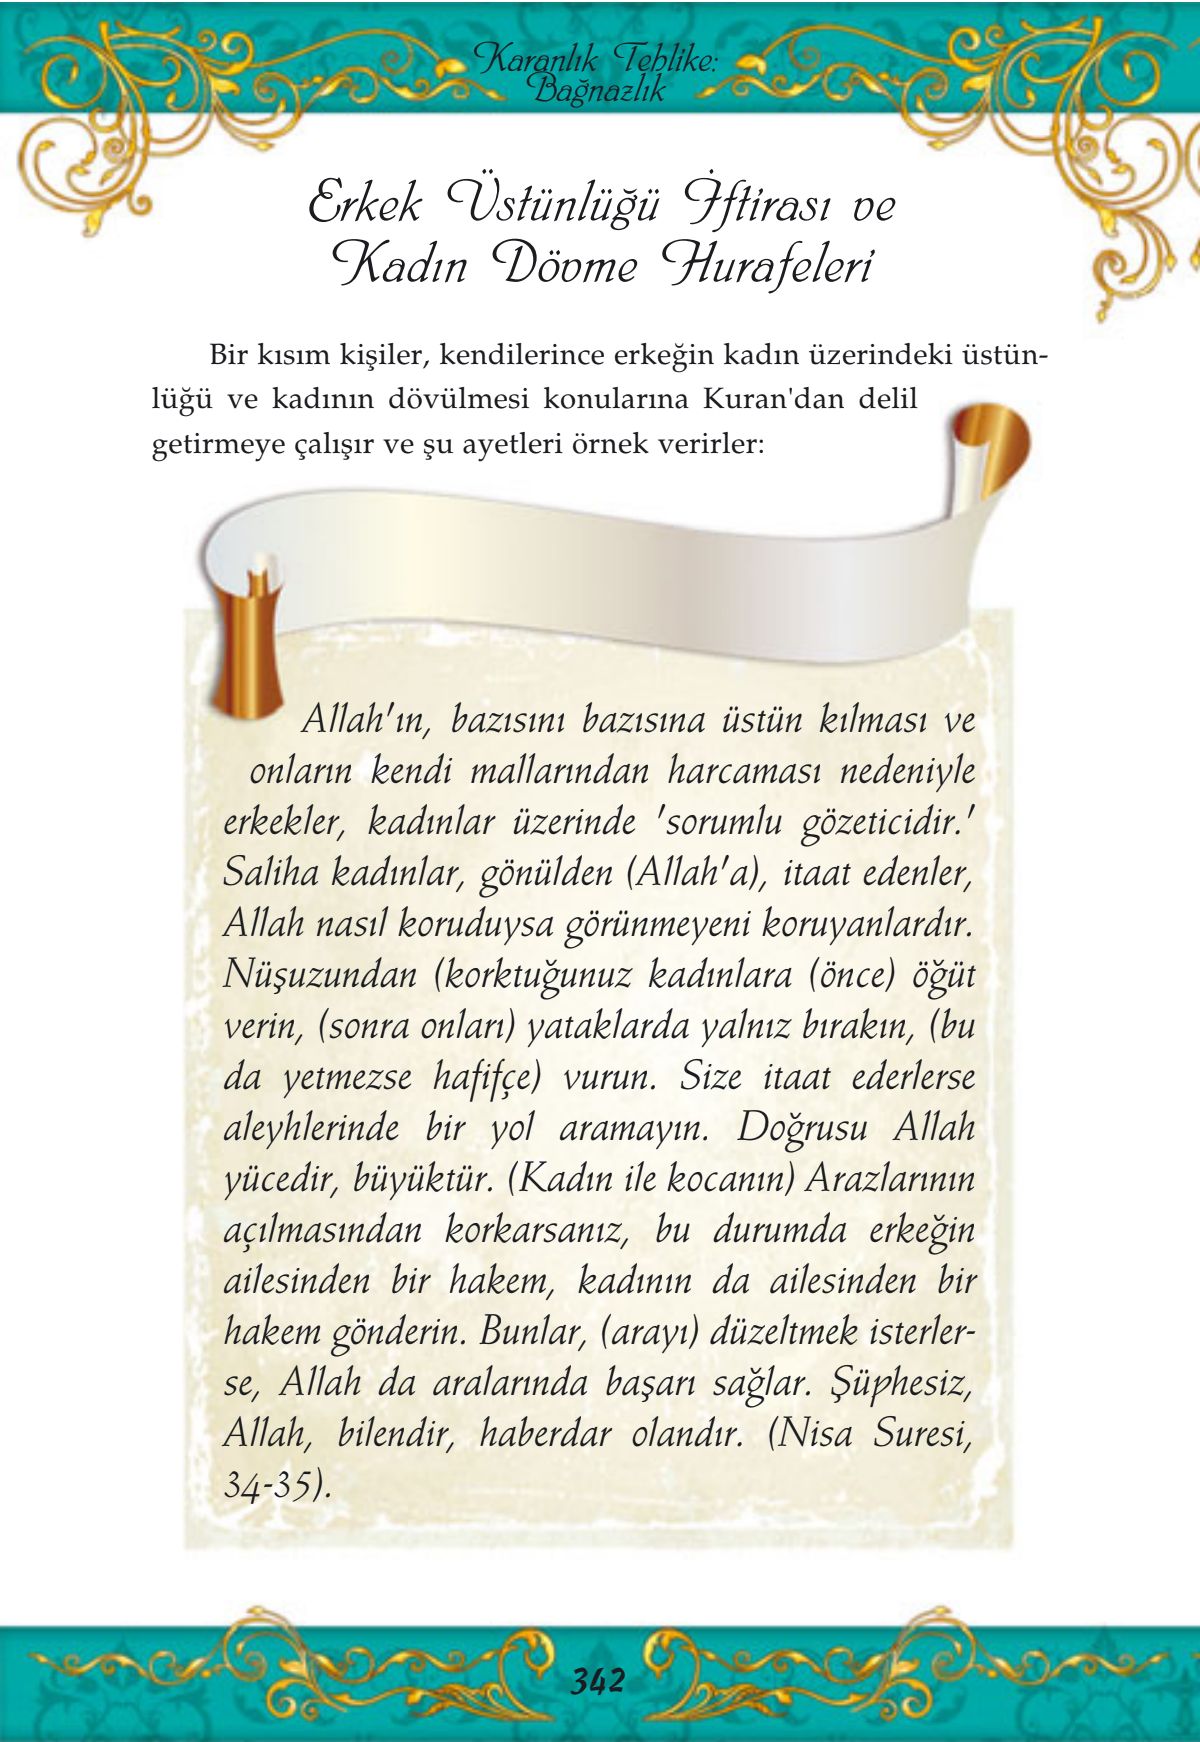 Karanlık Tehlike:
Bağnazlık
Erkek Üstünlüğü İftirası ve
Kadın Dövme Hurafeleri
Bir kısım kişiler, kendilerince erkeğin kadın üzerindeki üstün-
lüğü ve kadının dövülmesi konularına Kuran'dan delil
getirmeye çalışır ve şu ayetleri örnek verirler:
Allah'ın, bazısını bazısına üstün kılması ve
onların kendi mallarından harcaması nedeniyle
erkekler, kadınlar üzerinde 'sorumlu gözeticidir.'
Saliha kadınlar, gönülden (Allah'a), itaat edenler,
Allah nasıl koruduysa görünmeyeni koruyanlardır.
Nüşuzundan (korktuğunuz kadınlara (önce) öğüt
verin, (sonra onları) yataklarda yalnız bırakın, (bu
da yetmezse hafifçe) vurun. Size itaat ederlerse
aleyhlerinde bir yol aramayın. Doğrusu Allah
yücedir, büyüktür. (Kadın ile kocanın) Arazlarının
açılmasından korkarsanız, bu durumda erkeğin
ailesinden bir hakem, kadının da ailesinden bir
hakem gönderin. Bunlar, (arayı) düzeltmek isterler-
se, Allah da aralarında başarı sağlar. Şüphesiz,
Allah, bilendir, haberdar olandır. (Nisa Suresi,
34-35).
342